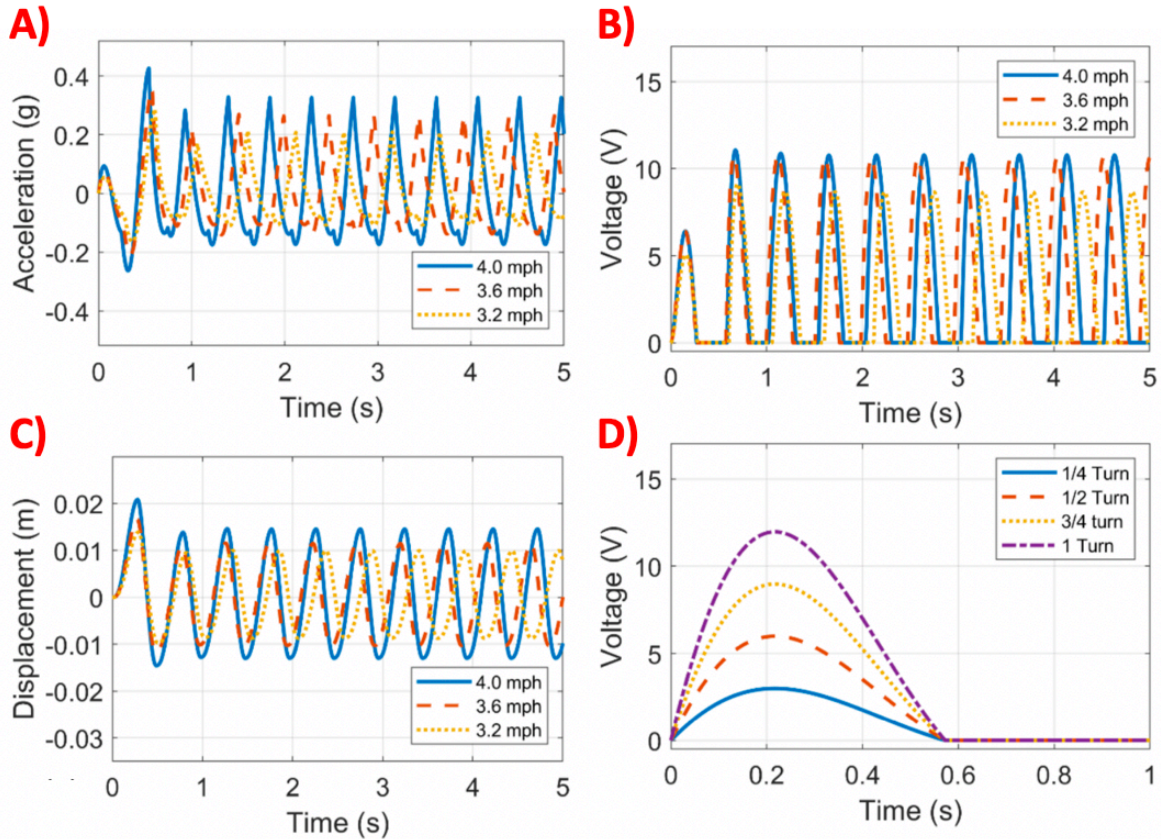 A)
Acceleration (g)
0.4
0.2
0
-0.2
-0.4
4.0 mph
3.6 mph
3.2 mph
0 1 2 3 4 5
Time (s)
B)
Voltage (V)
15
10
5
0
4.0 mph
3.6 mph
3.2 mph
0 1 2 3 4 5
Time (s)
C)
Displacement (m)
0.02
0.01
0
-0.01
-0.02
-0.03
4.0 mph
3.6 mph
3.2 mph
0 1 2 3 4 5
Time (s)
D)
Voltage (V)
15
10
5
0
1/4 Turn
1/2 Turn
3/4 turn
1 Turn
0 0.2 0.4 0.6 0.8 1
Time (s)